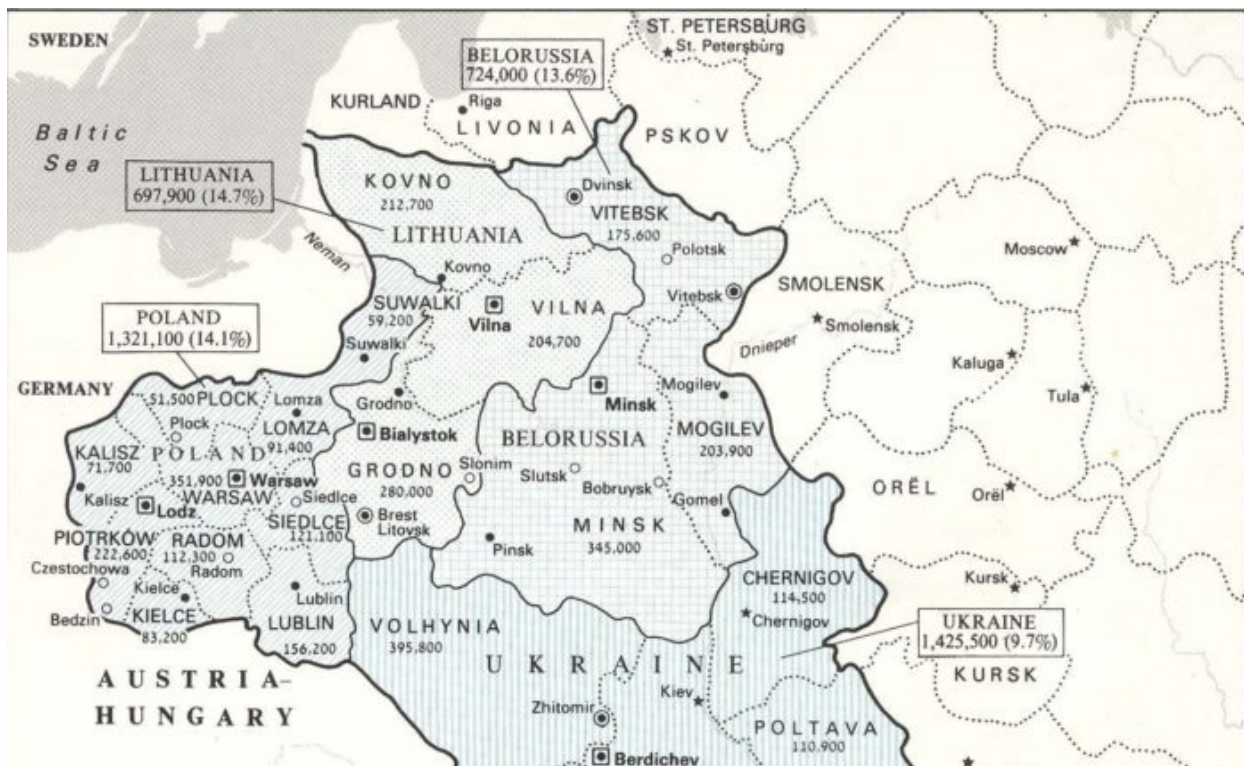 SWEDEN
ST. PETERSBURG
St. Petersburg
BELORUSSIA
724,000 (13.6%)
KURLAND
Riga
LIVONIA
PSKOV
Baltic
Sea
LITHUANIA
697,900 (14.7%)
KOVNO
212,700
Dvinsk
VITEBSK
175,600
LITHUANIA
Neman
Polotsk
Moscow
Kovno
SUWALKI
59,200
VILNA
Vilna
204,700
Vitebsk
SMOLENSK
Smolensk
Dnieper
POLAND
1,321,100 (14.1%)
Suwalki
Kaluga
Tula
GERMANY
51,500 PLOCK
Lomza
Grodno
Minsk
Mogilev
Plock
LOMZA
91,400
Bialystok
BELORUSSIA
MOGILEV
203,900
KALISZ
71,700
POLAND
351,900
Warsaw
WARSAW
GRODNO
280,000
Slonim
Slutsk
Bobruysk
ORËL
Orël
Kalisz
Lodz
Siedlce
SIEDLCE
121,100
Brest
Litovsk
Gomel
MINSK
345,000
PIOTRKÓW
222,600
RADOM
112,300
Radom
Pinsk
Czestochowa
Kielce
Lublin
CHERNIGOV
114,500
Chernigov
Kursk
Bedzin
KIELCE
83,200
LUBLIN
156,200
VOLHYNIA
395,800
UKRAINE
1,425,500 (9.7%)
UKRAINE
KURSK
AUSTRIA–
HUNGARY
Kiev
Zhitomir
POLTAVA
110,900
Berdichev